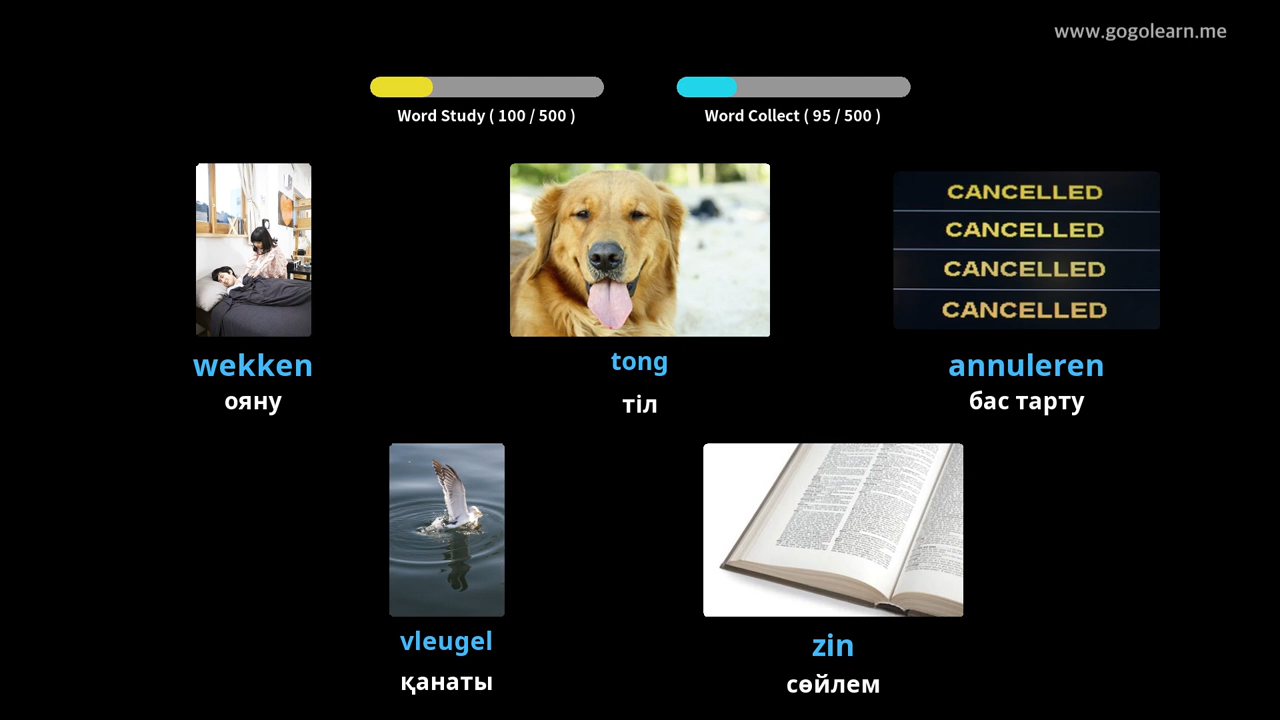 www.gogolearn.me
Word Study ( 100 / 500 )
Word Collect ( 95 / 500 )
CANCELLED
CANCELLED
CANCELLED
CANCELLED
wekken
ояну
tong
тіл
annuleren
бас тарту
vleugel
қанаты
zin
сөйлем